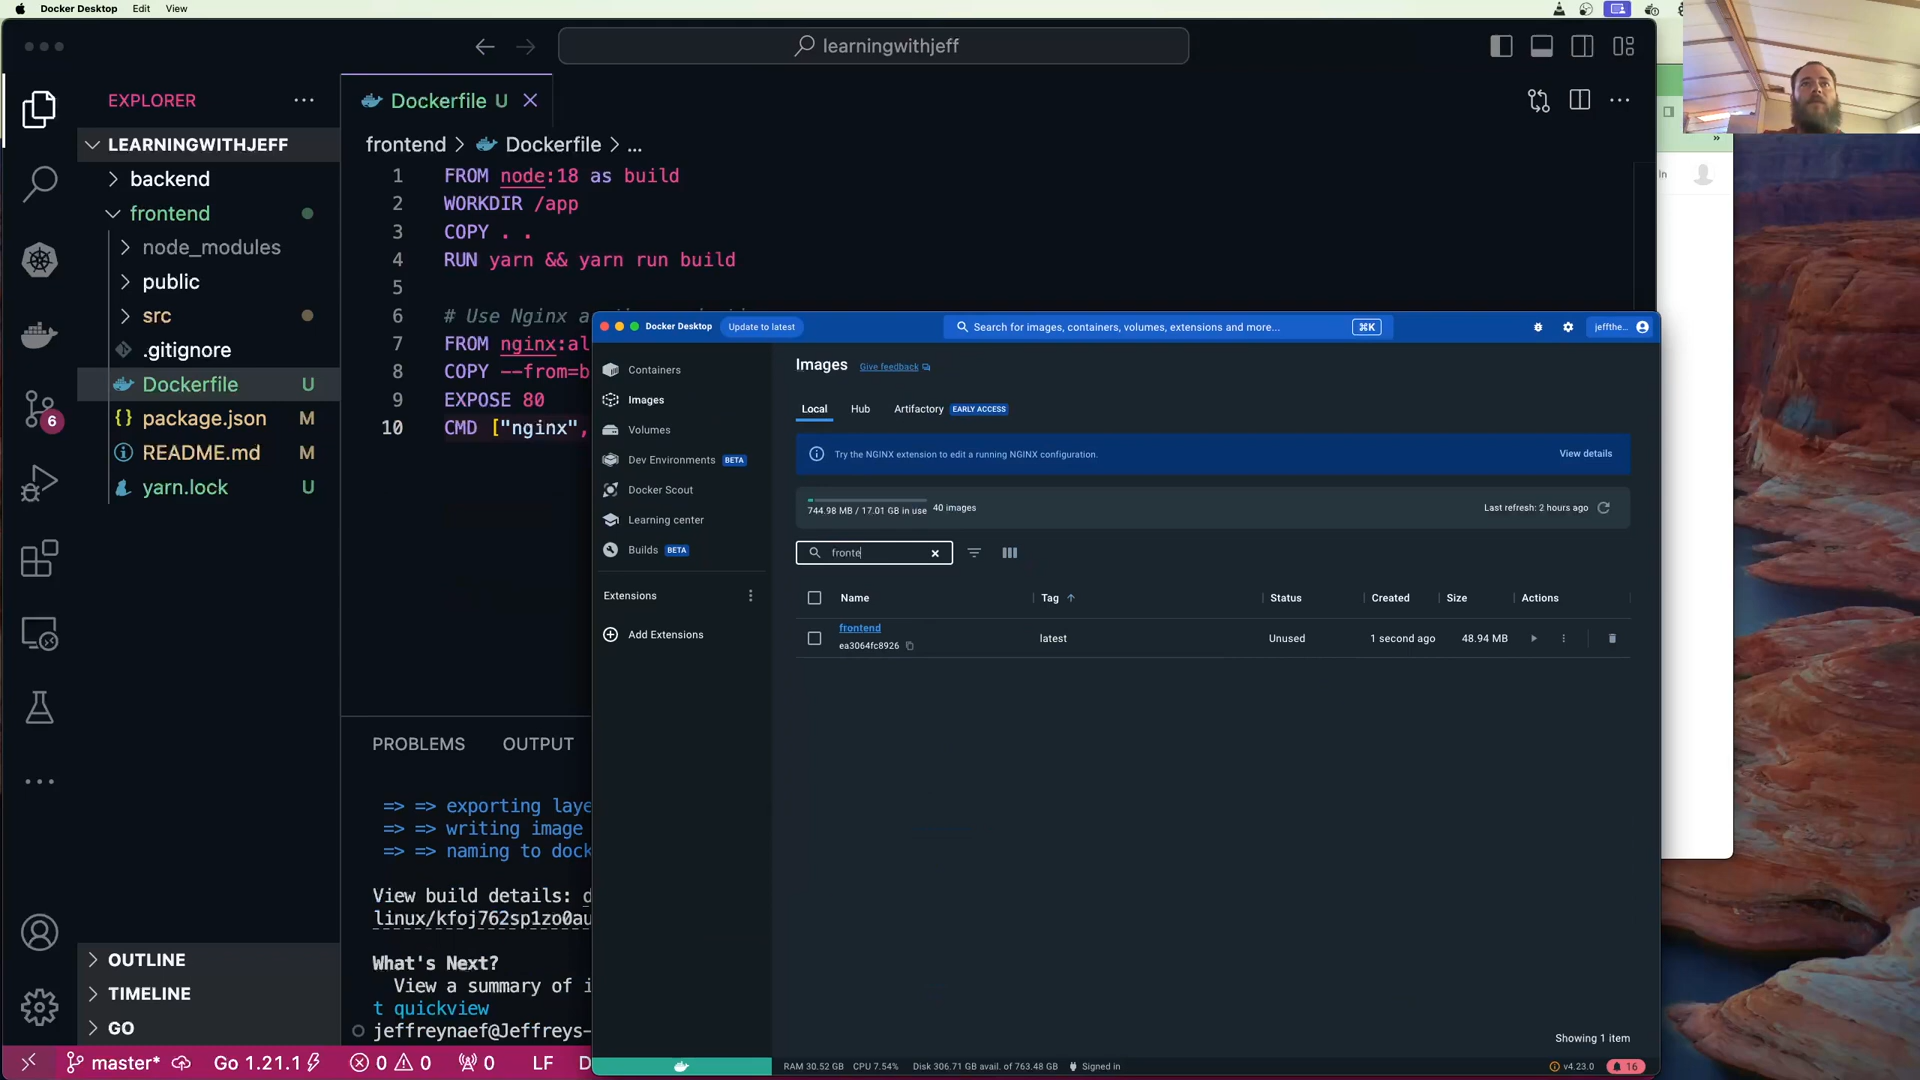 Docker Desktop Edit View
learningwithjeff
EXPLORER
LEARNINGWITHJEFF
backend
frontend
node_modules
public
src
.gitignore
Dockerfile U
package.json M
README.md M
yarn.lock U
OUTLINE
TIMELINE
GO
6
Dockerfile U
frontend > Dockerfile > ...
1 FROM node:18 as build
2 WORKDIR /app
3 COPY . .
4 RUN yarn && yarn run build
5
6 # Use Nginx
7 FROM nginx:al
8 COPY --from=b
9 EXPOSE 80
10 CMD ["nginx",
PROBLEMS OUTPUT
=> => exporting laye
=> => writing image
=> => naming to dock
View build details: d
linux/kfoj762sp1zo0au
What's Next?
View a summary of i
t quickview
jeffreynaef@Jeffreys-
master* Go 1.21.1 0 0 0 LF
Docker Desktop Update to latest
Search for images, containers, volumes, extensions and more... ⌘K
jeffthe...
Containers
Images
Volumes
Dev Environments BETA
Docker Scout
Learning center
Builds BETA
Extensions
Add Extensions
Images Give feedback
Local Hub Artifactory EARLY ACCESS
Try the NGINX extension to edit a running NGINX configuration. View details
744.98 MB / 17.01 GB in use 40 images Last refresh: 2 hours ago
fronte
Name Tag Status Created Size Actions
frontend
ea3064fc8926
latest Unused 1 second ago 48.94 MB
Showing 1 item
RAM 30.52 GB CPU 7.54% Disk 306.71 GB avail. of 763.48 GB Signed in v4.23.0 16
In